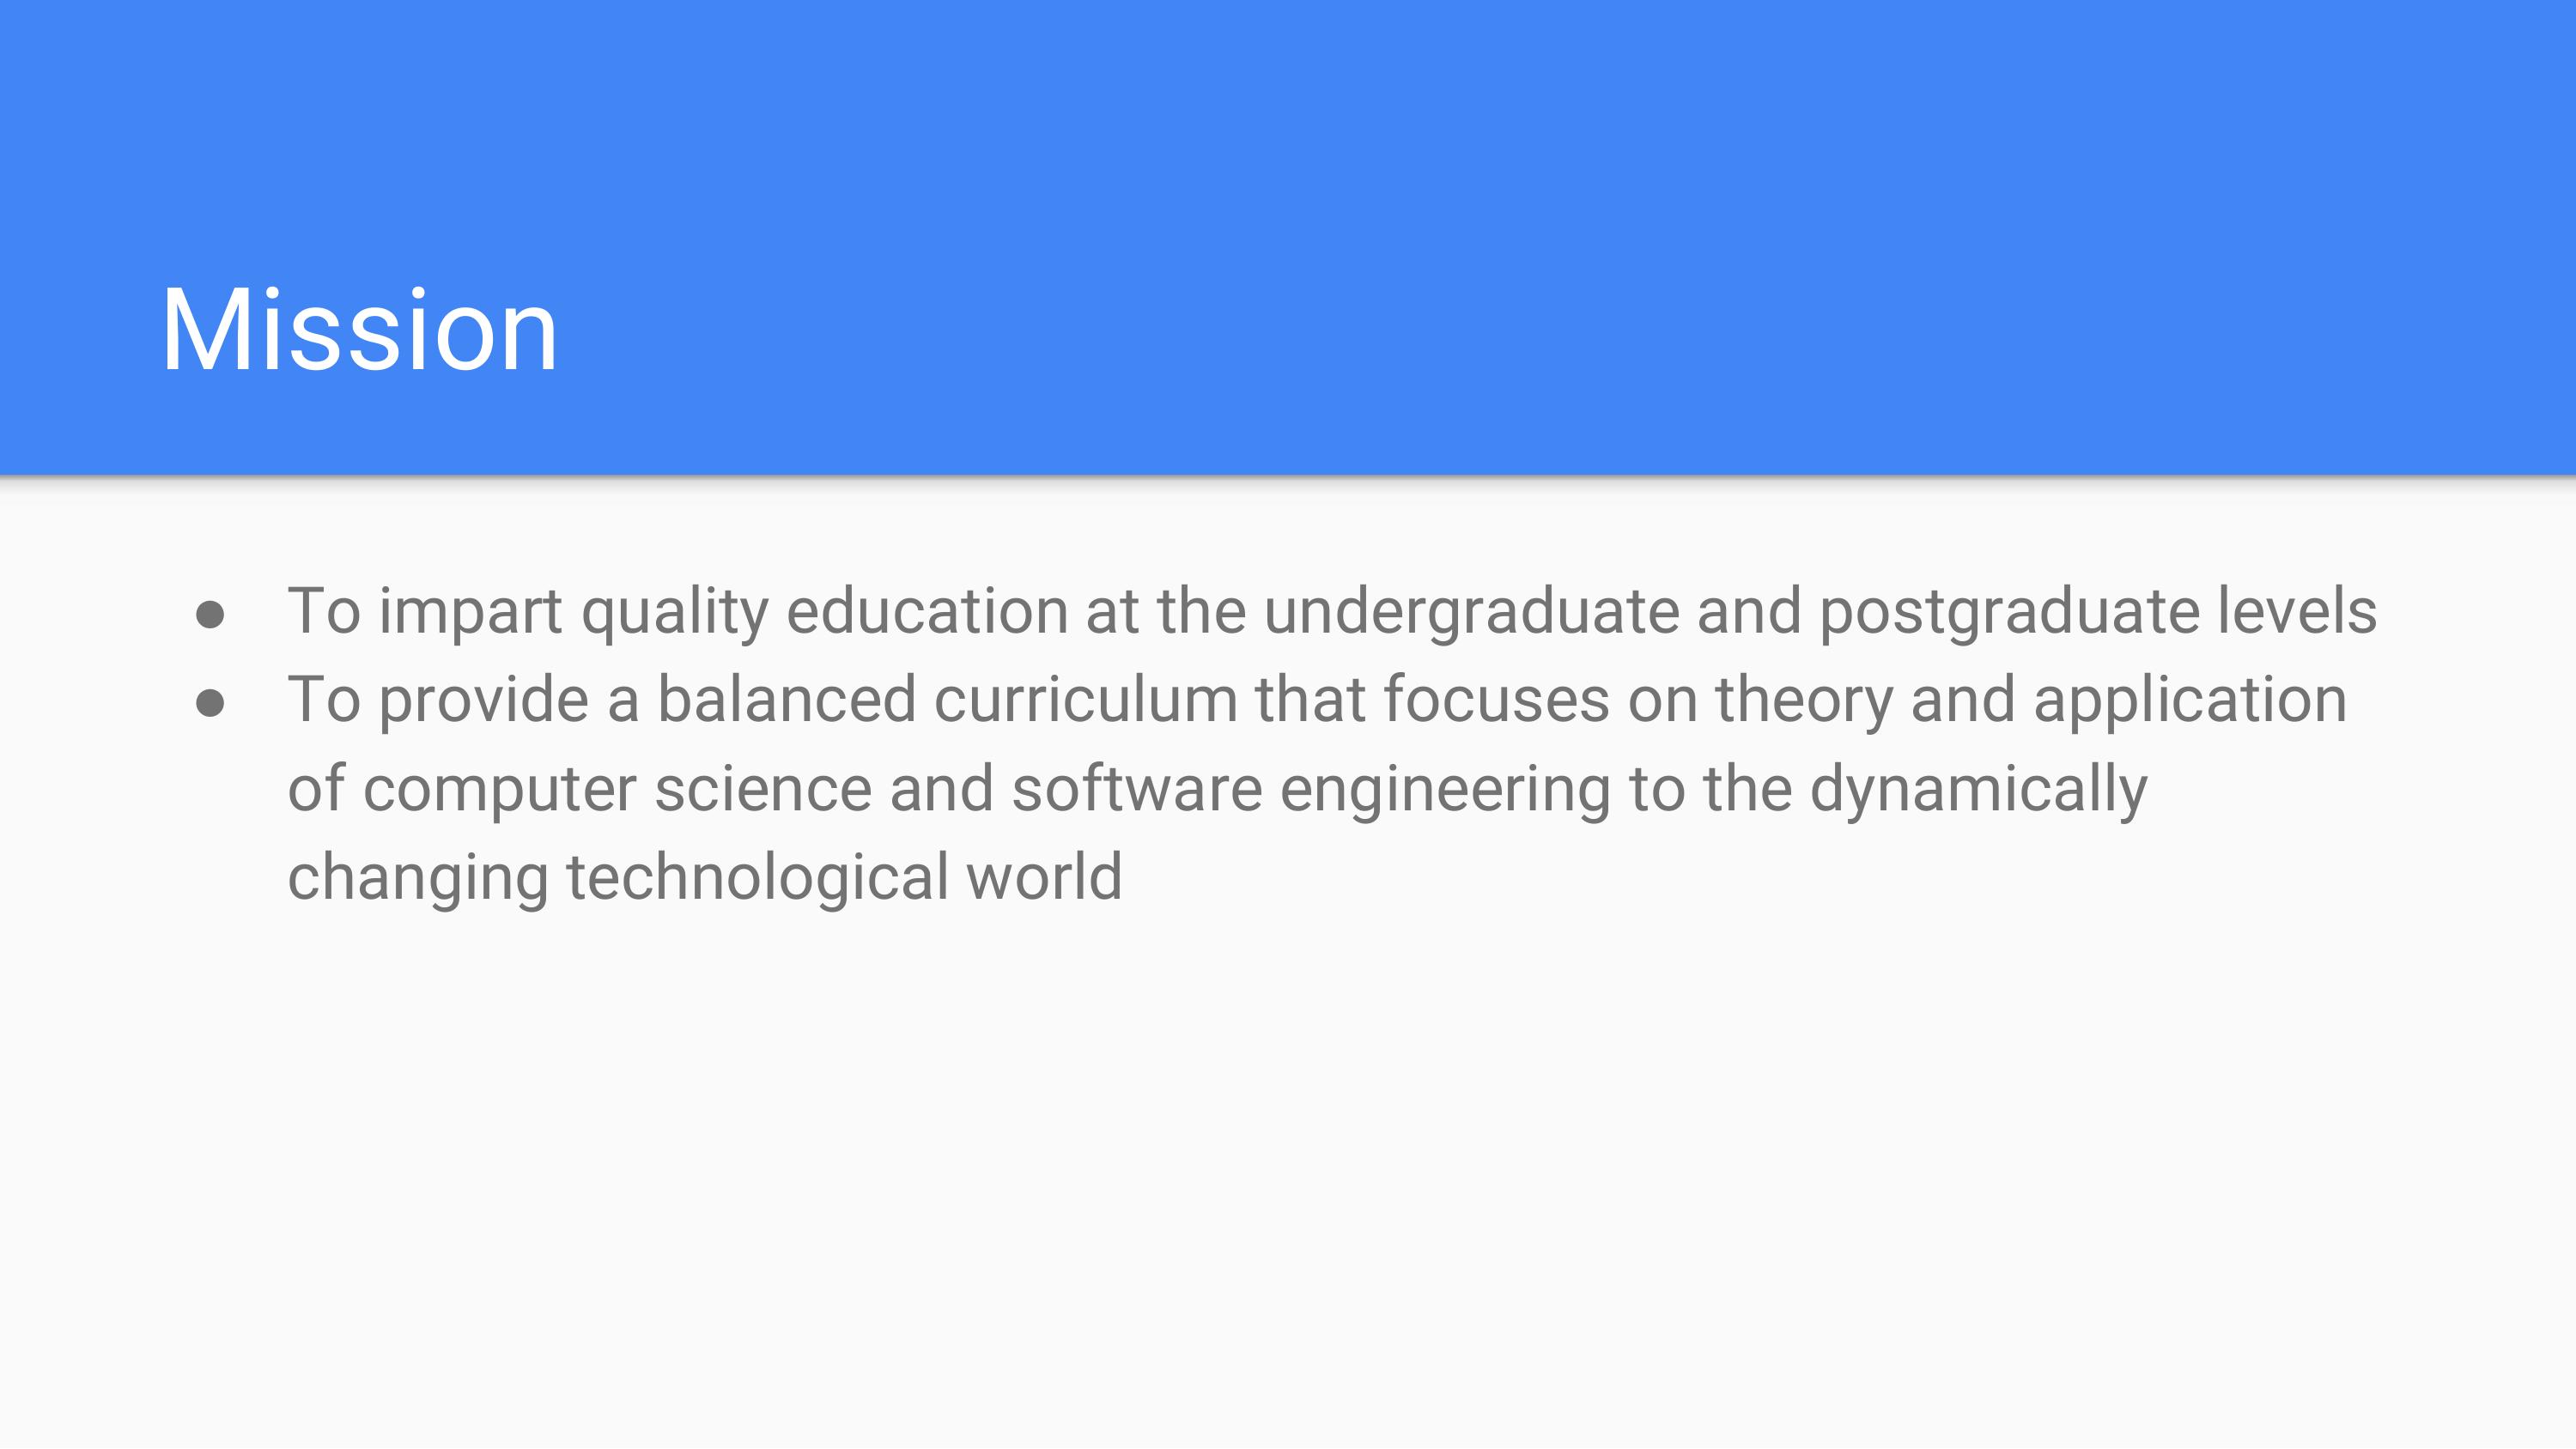 Mission
● To impart quality education at the undergraduate and postgraduate levels
● To provide a balanced curriculum that focuses on theory and application
of computer science and software engineering to the dynamically
changing technological world